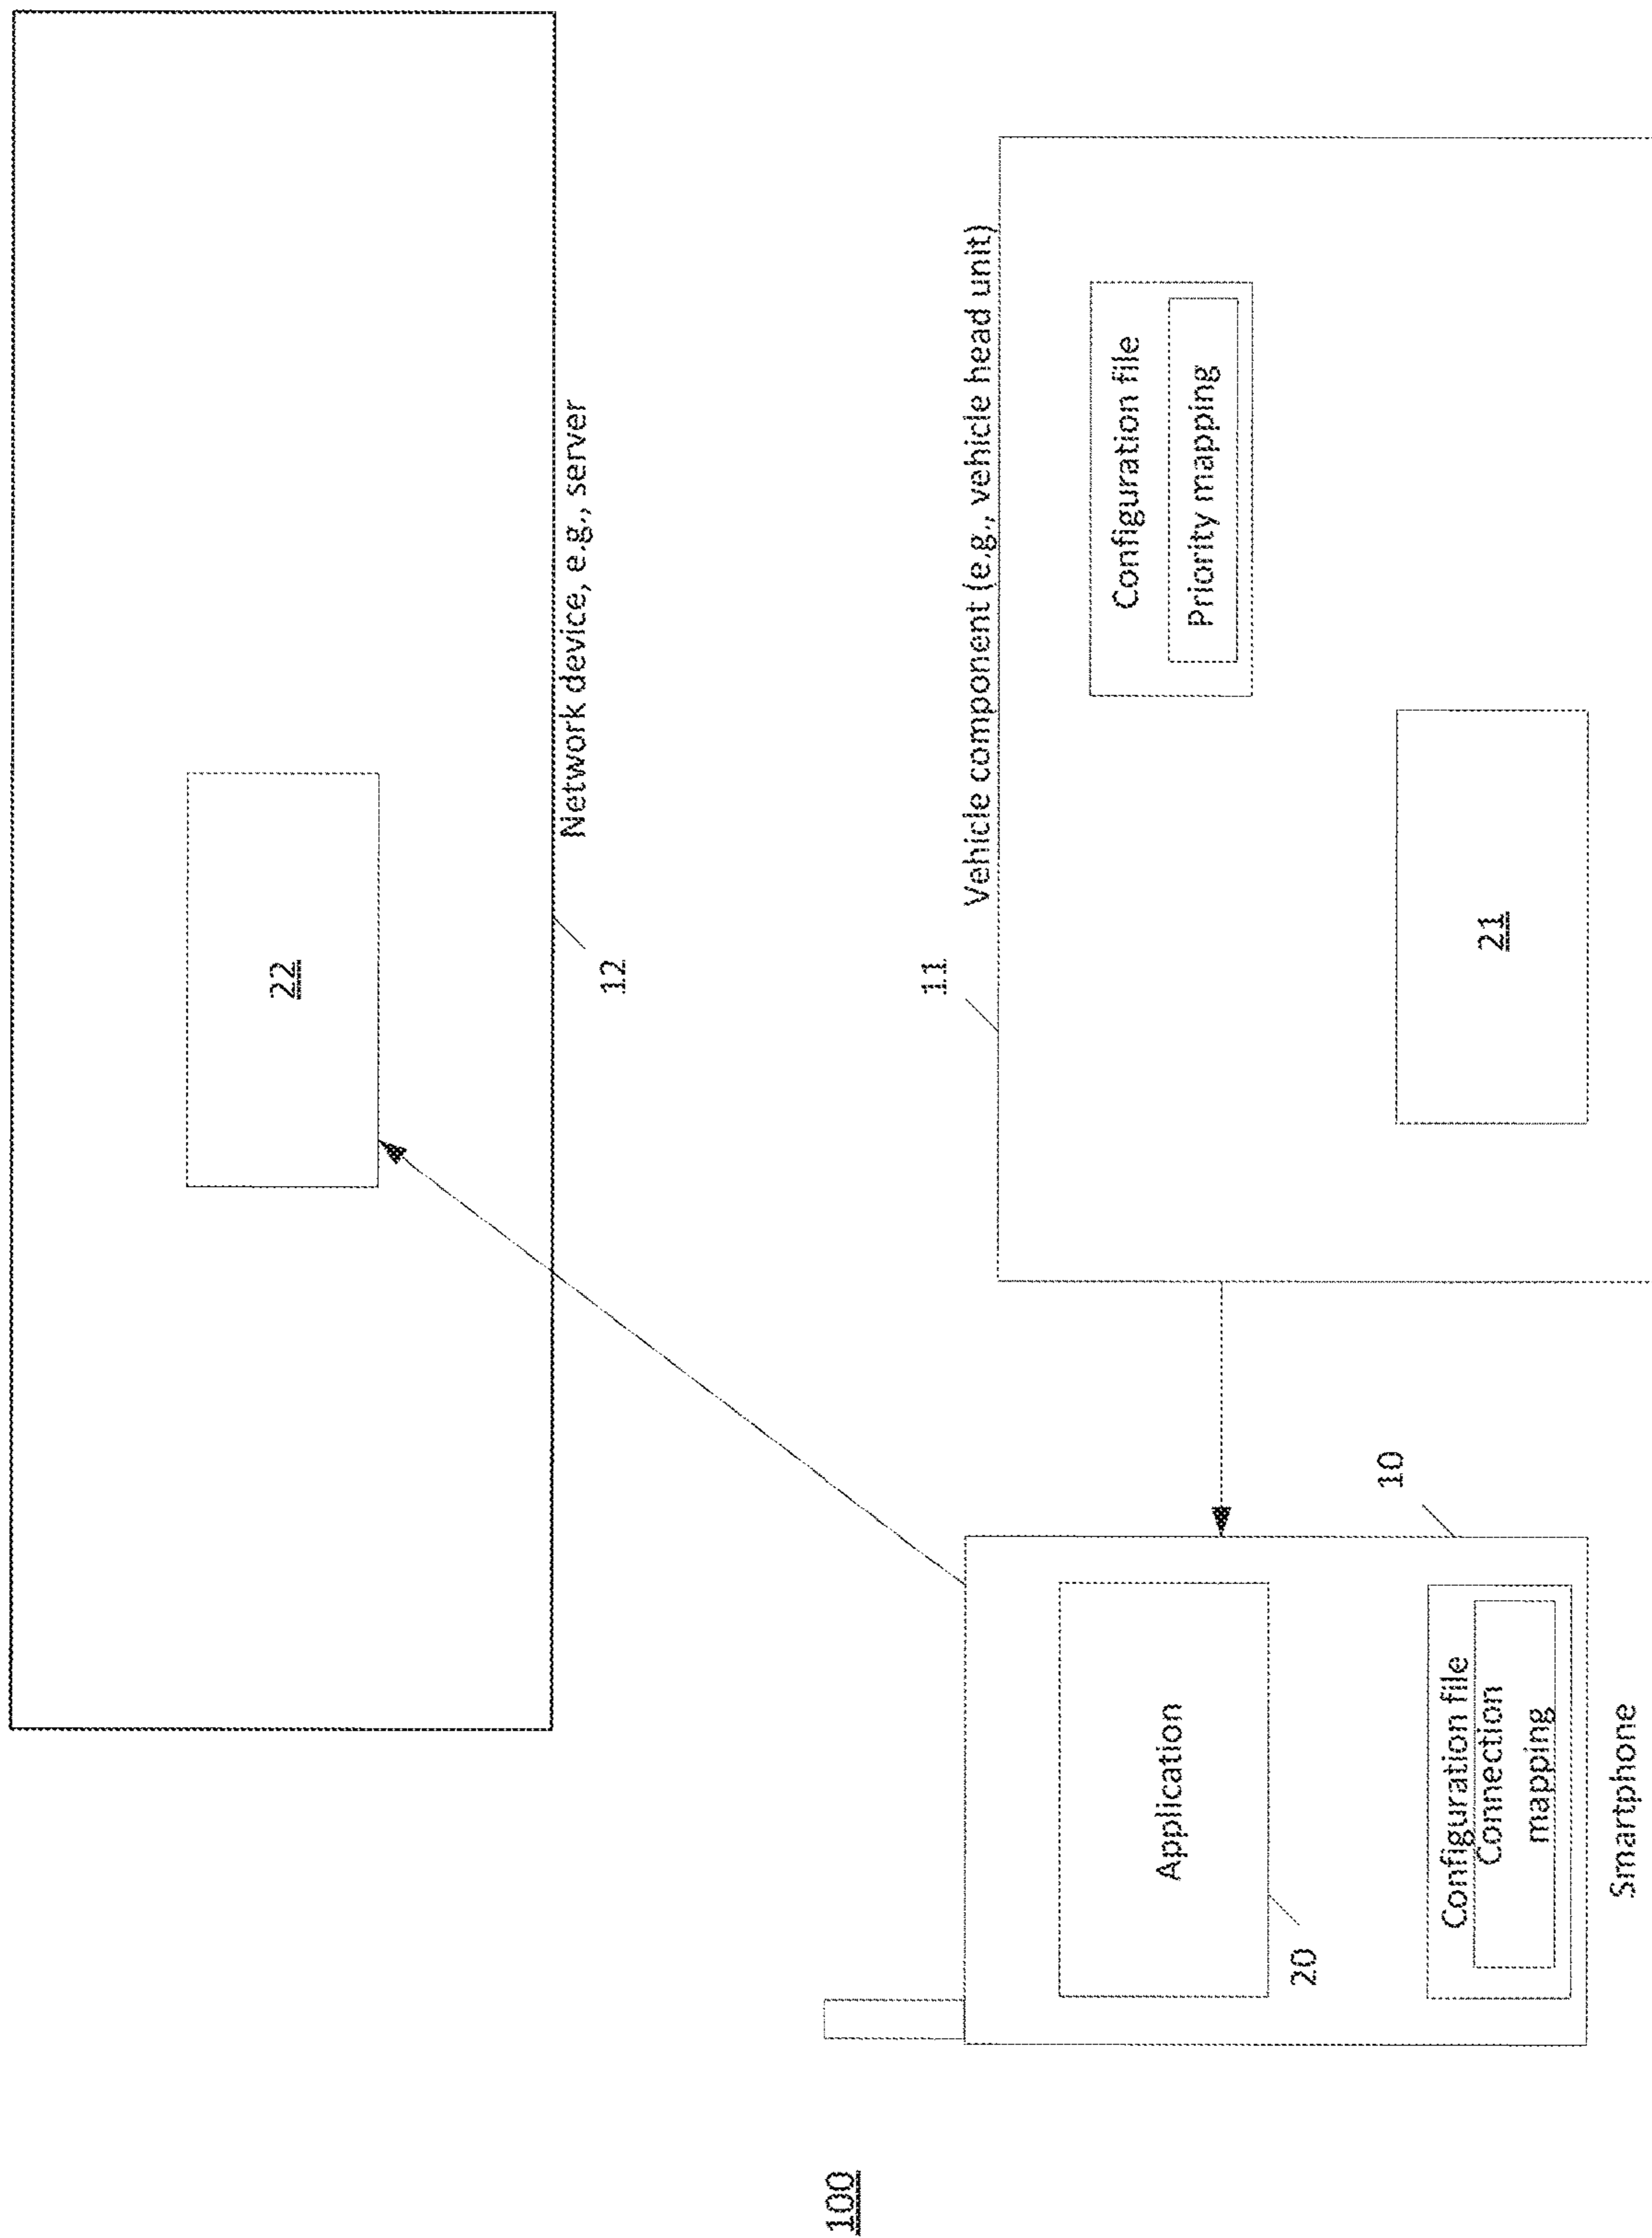 100
22
12
Network device, e.g., server
11
Vehicle component (e.g., vehicle head unit)
Configuration file
Priority mapping
21
Application
20
10
Configuration file
Connection
mapping
Smartphone